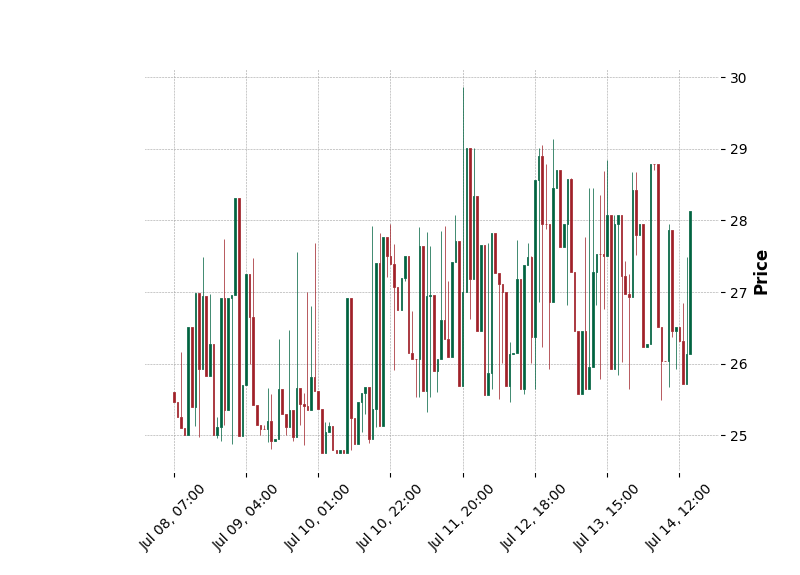 30
29
28
27
26
25
Price
Jul 08, 07:00
Jul 09, 04:00
Jul 10, 01:00
Jul 10, 22:00
Jul 11, 20:00
Jul 12, 18:00
Jul 13, 15:00
Jul 14, 12:00